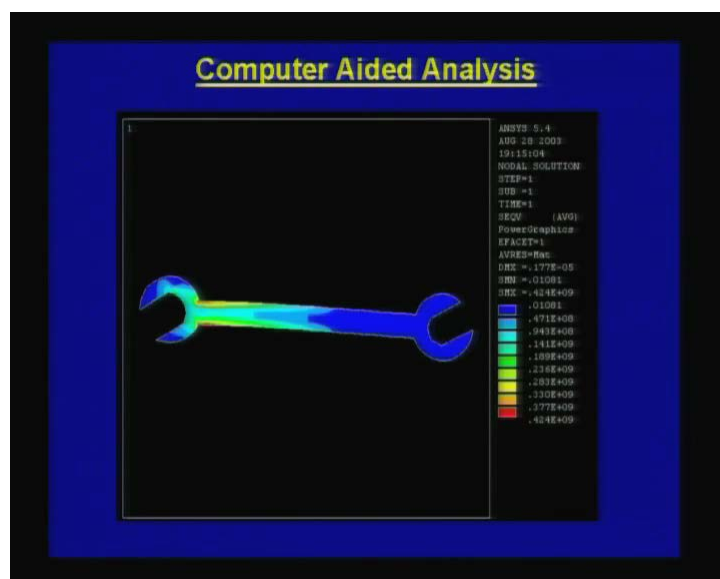 Computer Aided Analysis
1
ANSYS 5.4
AUG 28 2003
19:15:04
NODAL SOLUTION
STEP=1
SUB =1
TIME=1
SEQV (AVG)
PowerGraphics
EFACET=1
AVRES=Mat
DMX =.177E-05
SMN =.01081
SMX =.424E+09
.01081
.471E+08
.943E+08
.141E+09
.189E+09
.236E+09
.283E+09
.330E+09
.377E+09
.424E+09